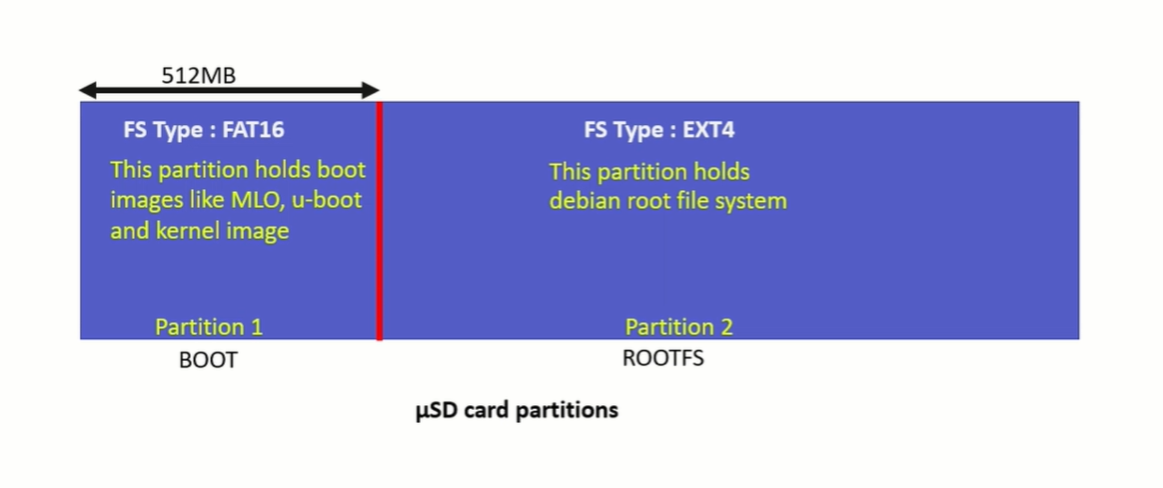 512MB
FS Type : FAT16
This partition holds boot
images like MLO, u-boot
and kernel image
Partition 1
BOOT
FS Type : EXT4
This partition holds
debian root file system
Partition 2
ROOTFS
µSD card partitions